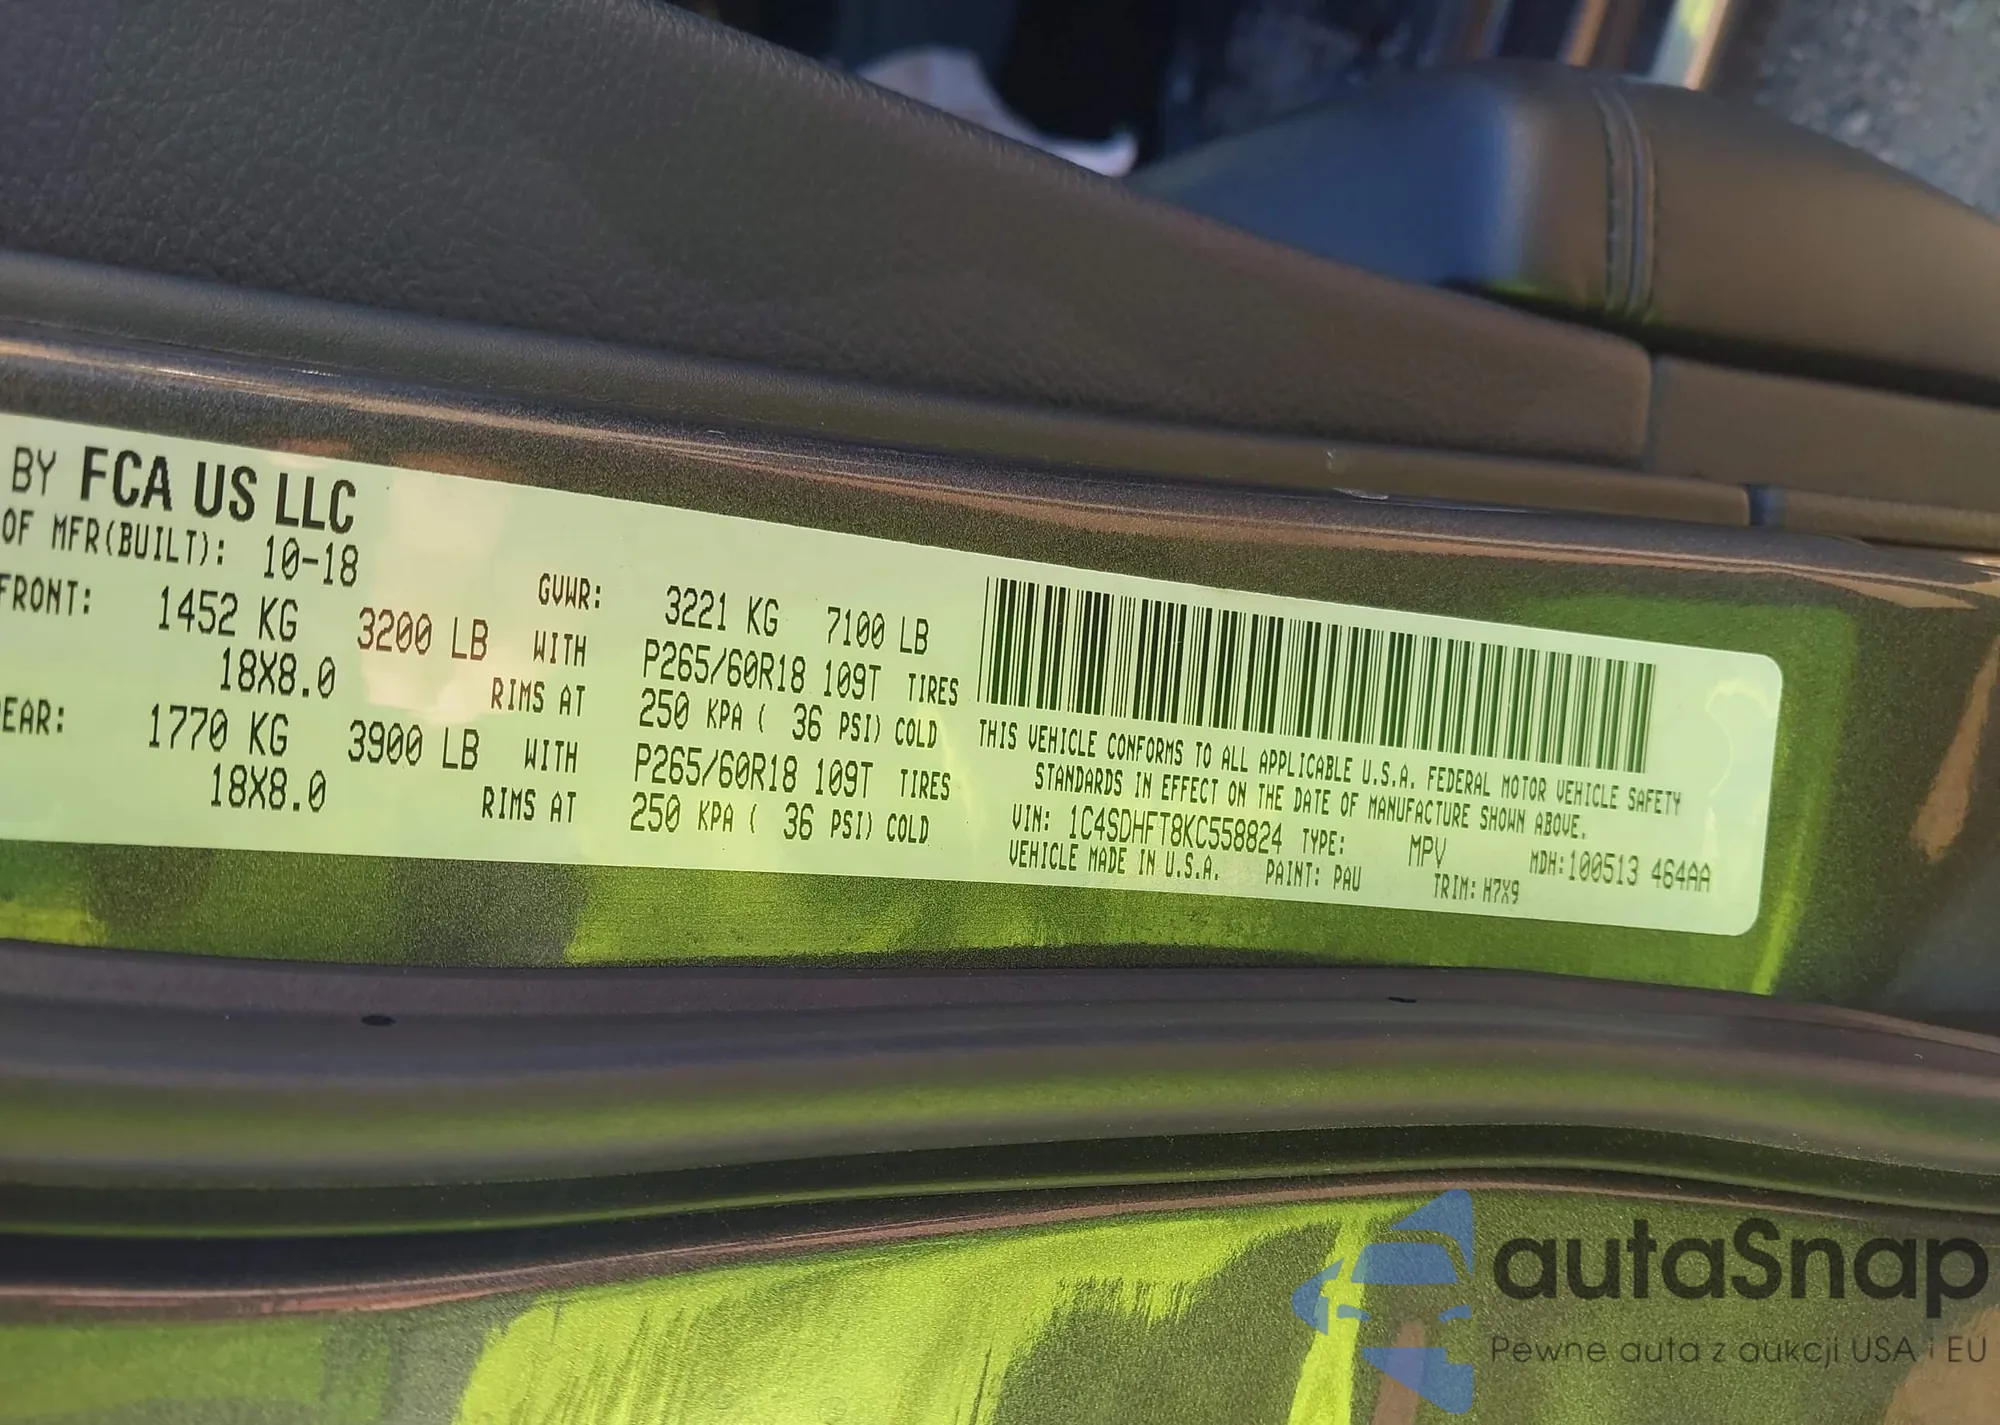 BY FCA US LLC
OF MFR(BUILT): 10-18
FRONT: 1452 KG 3200 LB
GVWR: 3221 KG 7100 LB
WITH P265/60R18 109T TIRES
18X8.0 RIMS AT 250 KPA ( 36 PSI) COLD
EAR: 1770 KG 3900 LB WITH P265/60R18 109T TIRES
18X8.0 RIMS AT 250 KPA ( 36 PSI) COLD
THIS VEHICLE CONFORMS TO ALL APPLICABLE U.S.A. FEDERAL MOTOR VEHICLE SAFETY
STANDARDS IN EFFECT ON THE DATE OF MANUFACTURE SHOWN ABOVE.
VIN: 1C4SDHFT8KC558824 TYPE: MPV MDH:100513 464AA
VEHICLE MADE IN U.S.A. PAINT: PAU TRIM: H7X9
autaSnap
Pewne auta z aukcji USA i EU